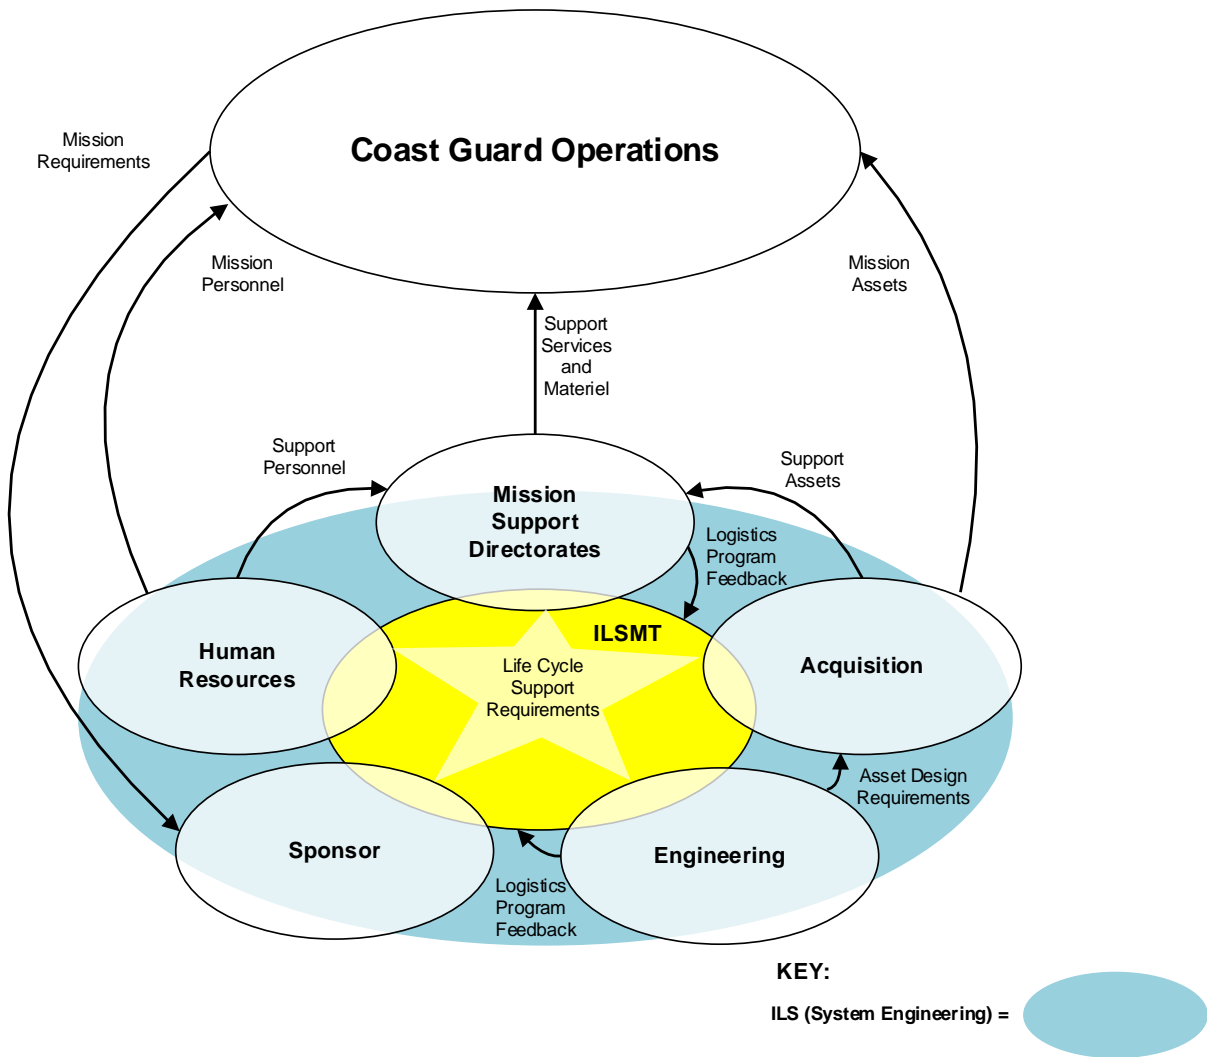 Coast Guard Operations
Mission
Requirements
Mission
Personnel
Mission
Assets
Support
Services
and
Materiel
Support
Personnel
Support
Assets
Mission
Support
Directorates
Logistics
Program
Feedback
ILSMT
Human
Resources
Life Cycle
Support
Requirements
Acquisition
Asset Design
Requirements
Sponsor
Engineering
Logistics
Program
Feedback
KEY:
ILS (System Engineering) =